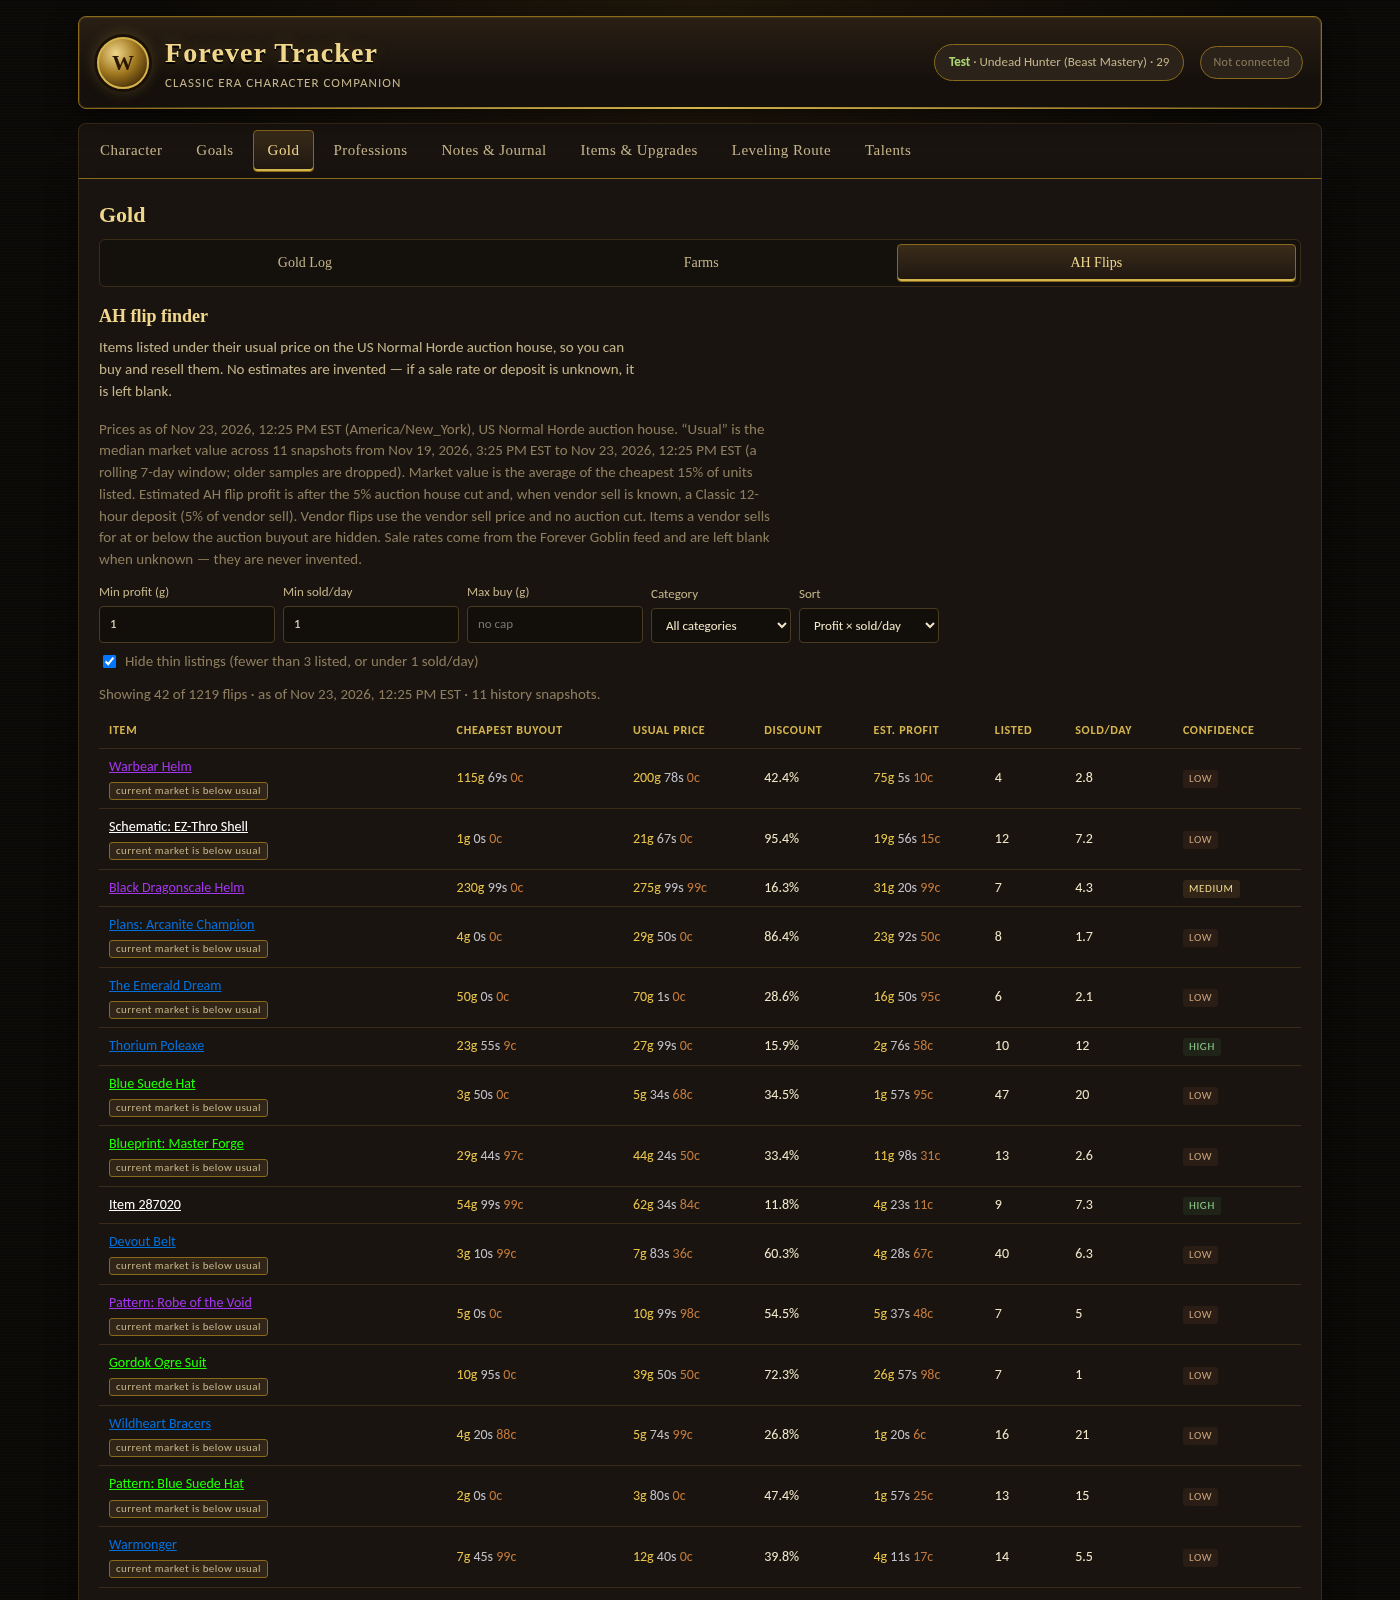 W
Forever Tracker
CLASSIC ERA CHARACTER COMPANION
Test · Undead Hunter (Beast Mastery) · 29
Not connected
Character Goals Gold Professions Notes & Journal Items & Upgrades Leveling Route Talents
Gold
Gold Log Farms AH Flips
AH flip finder
Items listed under their usual price on the US Normal Horde auction house, so you can
buy and resell them. No estimates are invented — if a sale rate or deposit is unknown, it
is left blank.
Prices as of Nov 23, 2026, 12:25 PM EST (America/New_York), US Normal Horde auction house. “Usual” is the
median market value across 11 snapshots from Nov 19, 2026, 3:25 PM EST to Nov 23, 2026, 12:25 PM EST (a
rolling 7-day window; older samples are dropped). Market value is the average of the cheapest 15% of units
listed. Estimated AH flip profit is after the 5% auction house cut and, when vendor sell is known, a Classic 12-
hour deposit (5% of vendor sell). Vendor flips use the vendor sell price and no auction cut. Items a vendor sells
for at or below the auction buyout are hidden. Sale rates come from the Forever Goblin feed and are left blank
when unknown — they are never invented.
Min profit (g) Min sold/day Max buy (g) Category Sort
1 1 no cap All categories Profit × sold/day
Hide thin listings (fewer than 3 listed, or under 1 sold/day)
Showing 42 of 1219 flips · as of Nov 23, 2026, 12:25 PM EST · 11 history snapshots.
ITEM CHEAPEST BUYOUT USUAL PRICE DISCOUNT EST. PROFIT LISTED SOLD/DAY CONFIDENCE
Warbear Helm
current market is below usual
115g 69s 0c 200g 78s 0c 42.4% 75g 5s 10c 4 2.8 LOW
Schematic: EZ-Thro Shell
current market is below usual
1g 0s 0c 21g 67s 0c 95.4% 19g 56s 15c 12 7.2 LOW
Black Dragonscale Helm 230g 99s 0c 275g 99s 99c 16.3% 31g 20s 99c 7 4.3 MEDIUM
Plans: Arcanite Champion
current market is below usual
4g 0s 0c 29g 50s 0c 86.4% 23g 92s 50c 8 1.7 LOW
The Emerald Dream
current market is below usual
50g 0s 0c 70g 1s 0c 28.6% 16g 50s 95c 6 2.1 LOW
Thorium Poleaxe 23g 55s 9c 27g 99s 0c 15.9% 2g 76s 58c 10 12 HIGH
Blue Suede Hat
current market is below usual
3g 50s 0c 5g 34s 68c 34.5% 1g 57s 95c 47 20 LOW
Blueprint: Master Forge
current market is below usual
29g 44s 97c 44g 24s 50c 33.4% 11g 98s 31c 13 2.6 LOW
Item 287020 54g 99s 99c 62g 34s 84c 11.8% 4g 23s 11c 9 7.3 HIGH
Devout Belt
current market is below usual
3g 10s 99c 7g 83s 36c 60.3% 4g 28s 67c 40 6.3 LOW
Pattern: Robe of the Void
current market is below usual
5g 0s 0c 10g 99s 98c 54.5% 5g 37s 48c 7 5 LOW
Gordok Ogre Suit
current market is below usual
10g 95s 0c 39g 50s 50c 72.3% 26g 57s 98c 7 1 LOW
Wildheart Bracers
current market is below usual
4g 20s 88c 5g 74s 99c 26.8% 1g 20s 6c 16 21 LOW
Pattern: Blue Suede Hat
current market is below usual
2g 0s 0c 3g 80s 0c 47.4% 1g 57s 25c 13 15 LOW
Warmonger
current market is below usual
7g 45s 99c 12g 40s 0c 39.8% 4g 11s 17c 14 5.5 LOW